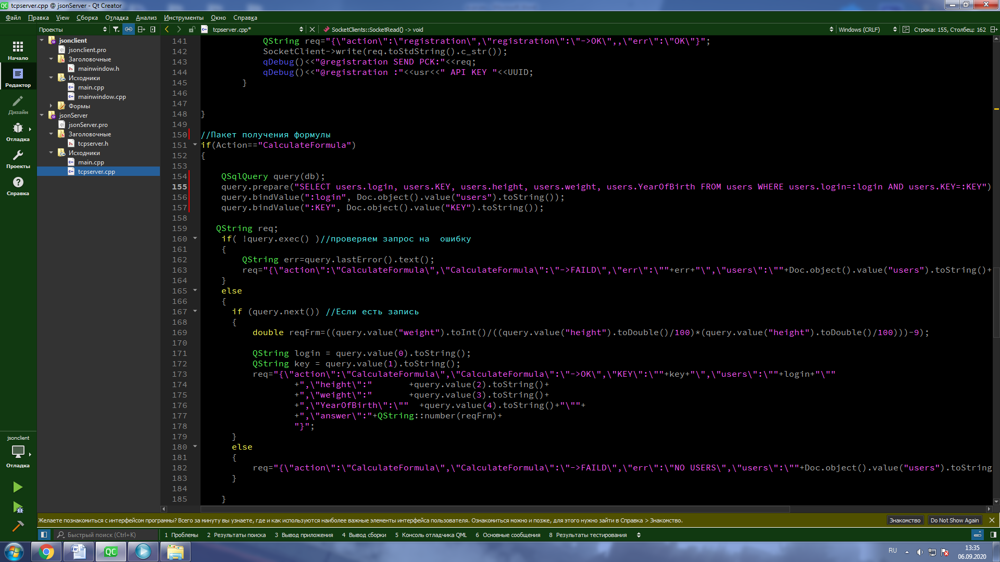 tcpserver.cpp @ jsonServer - Qt Creator
Файл Правка View Сборка Отладка Анализ Инструменты Окно Справка
Проекты tcpserver.cpp* SocketClients::SocketRead() -> void Windows (CRLF) Строка: 155, Столбец: 162
Начало
Редактор
Дизайн
Отладка
Проекты
Справка
jsonclient
Отладка
jsonclient
jsonclient.pro
Заголовочные
mainwindow.h
Исходники
main.cpp
mainwindow.cpp
Формы
jsonServer
jsonServer.pro
Заголовочные
tcpserver.h
Исходники
main.cpp
tcpserver.cpp
141 QString req="{\"action\":\"registration\",\"registration\":\"->OK\",,\"err\":\"OK\"}";
142 SocketClient->write(req.toStdString().c_str());
143 qDebug()<<"@registration SEND PCK:"<<req;
144 qDebug()<<"@registration :"<<usr<<" API KEY "<<UUID;
145 }
146
147
148 }
149
150 //Пакет получения формулы
151 if(Action=="CalculateFormula")
152 {
153
154 QSqlQuery query(db);
155 query.prepare("SELECT users.login, users.KEY, users.height, users.weight, users.YearOfBirth FROM users WHERE users.login=:login AND users.KEY=:KEY")
156 query.bindValue(":login", Doc.object().value("users").toString());
157 query.bindValue(":KEY", Doc.object().value("KEY").toString());
158
159 QString req;
160 if( !query.exec() )//проверяем запрос на  ошибку
161 {
162 QString err=query.lastError().text();
163 req="{\"action\":\"CalculateFormula\",\"CalculateFormula\":\"->FAILD\",\"err\":\""+err+"\",\"users\":\""+Doc.object().value("users").toString()+
164 }
165 else
166 {
167 if (query.next()) //Если есть запись
168 {
169 double reqFrm=((query.value("weight").toInt()/((query.value("height").toDouble()/100)*(query.value("height").toDouble()/100)))-9);
170
171 QString login = query.value(0).toString();
172 QString key = query.value(1).toString();
173 req="{\"action\":\"CalculateFormula\",\"CalculateFormula\":\"->OK\",\"KEY\":\""+key+"\",\"users\":\""+login+"\""
174 +",\"height\":" +query.value(2).toString()+
175 +",\"weight\":" +query.value(3).toString()+
176 +",\"YearOfBirth\":\"" +query.value(4).toString()+"\""+
177 +",\"answer\":"+QString::number(reqFrm)+
178 "}";
179 }
180 else
181 {
182 req="{\"action\":\"CalculateFormula\",\"CalculateFormula\":\"->FAILD\",\"err\":\"NO USERS\",\"users\":\""+Doc.object().value("users").toString
183 }
184
185 }
Желаете познакомиться с интерфейсом программы? Всего за минуту вы узнаете, где и как используются наиболее важные элементы интерфейса пользователя. Ознакомиться можно и позже, для этого нужно зайти в Справка > Знакомство. Знакомство Do Not Show Again
Быстрый поиск (Ctrl+K) 1 Проблемы 2 Результаты поиска 3 Вывод приложения 4 Вывод сборки 5 Консоль отладчика QML 6 Основные сообщения 8 Результаты тестирования
RU 13:35
06.09.2020